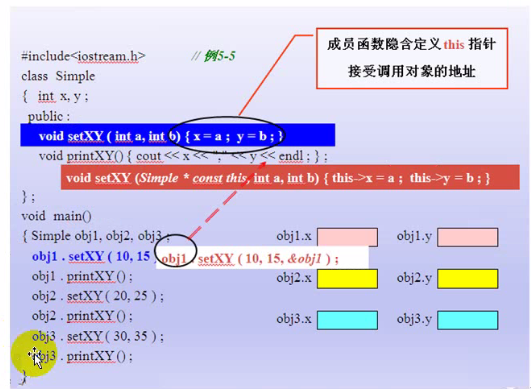 成员函数隐含定义this 指针
接受调用对象的地址
#include<iostream.h> // 例5-5
class Simple
{ int x, y ;
public :
void setXY ( int a, int b) { x = a ; y = b ; }
void printXY() { cout << x << "," << y << endl ; } ;
void setXY (Simple * const this, int a, int b) { this->x = a ; this->y = b ; }
} ;
void main()
{ Simple obj1, obj2, obj3 ;
obj1 . setXY ( 10, 15
obj1 . setXY ( 10, 15, &obj1 ) ;
obj1 . printXY() ;
obj2 . setXY ( 20, 25 ) ;
obj2 . printXY() ;
obj3 . setXY ( 30, 35 ) ;
obj3 . printXY() ;
}
obj1.x obj1.y
obj2.x obj2.y
obj3.x obj3.y